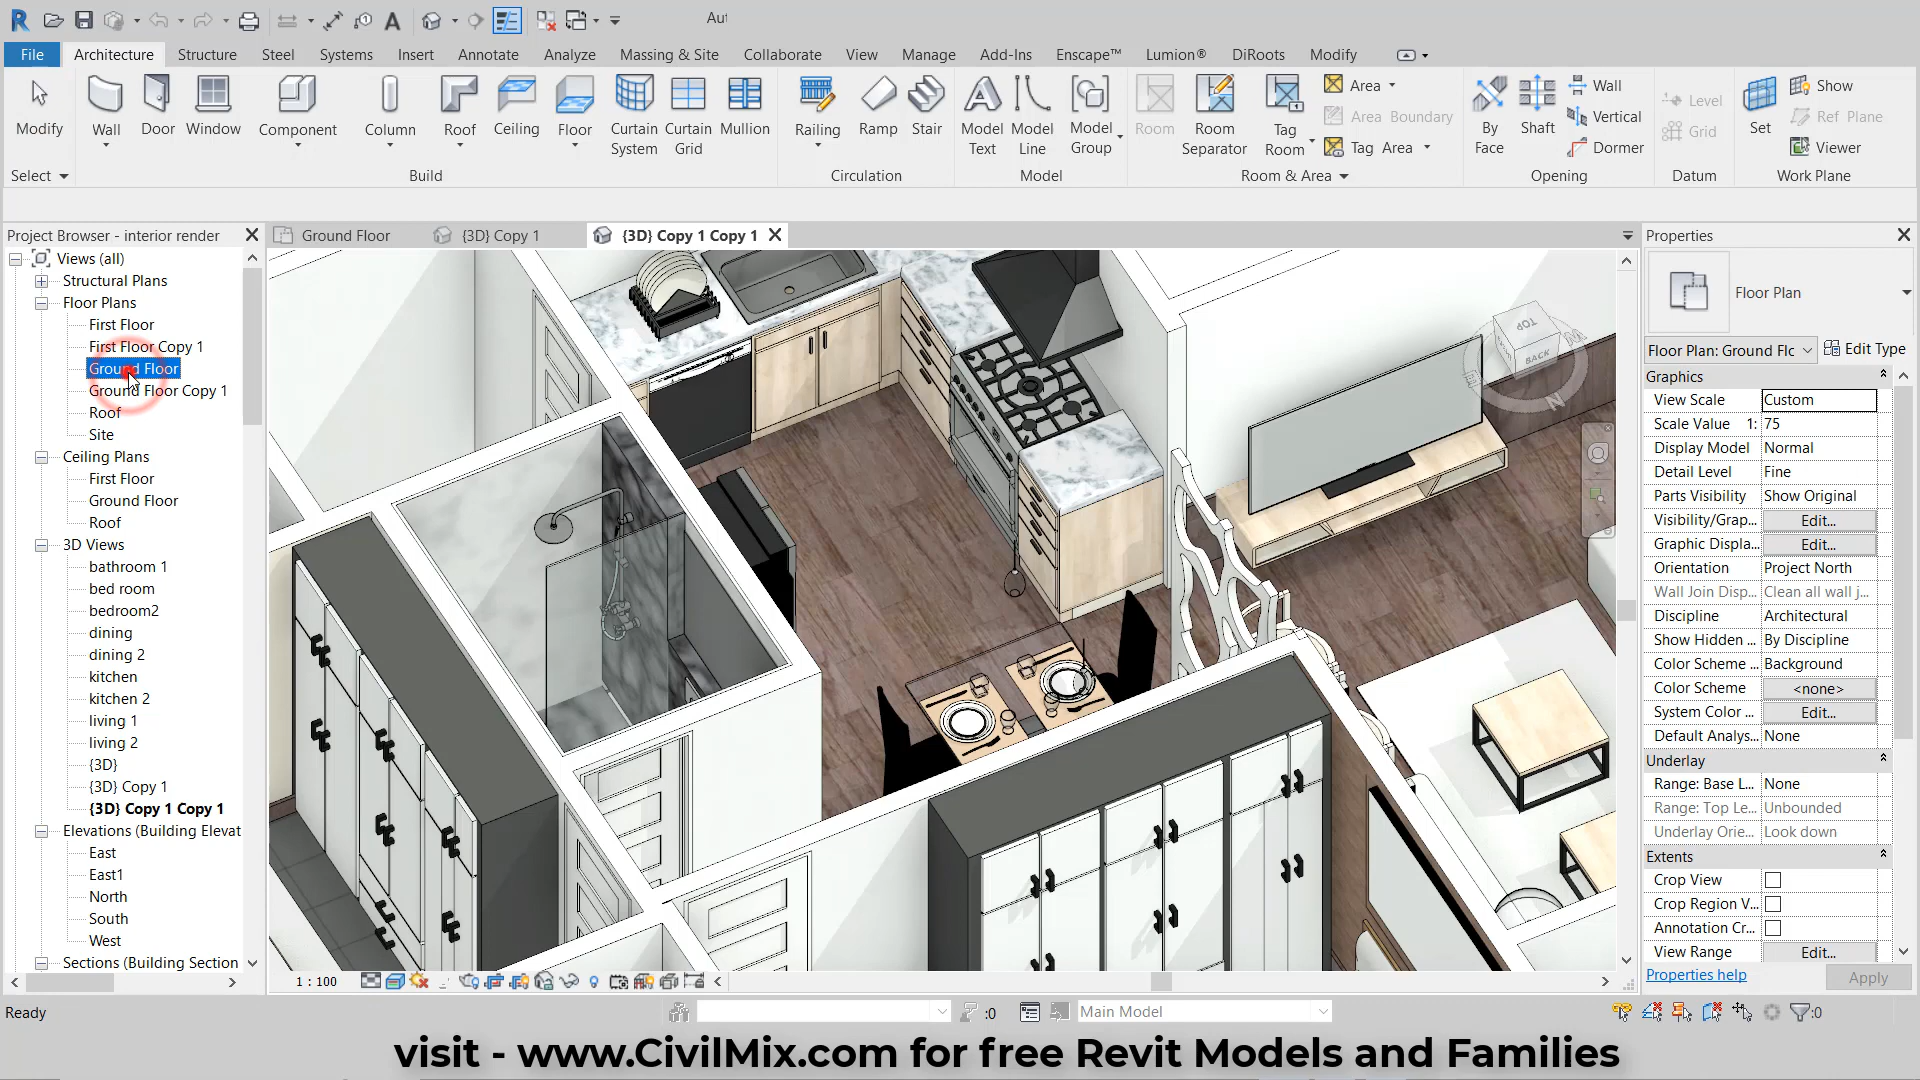 Aut
File Architecture Structure Steel Systems Insert Annotate Analyze Massing & Site Collaborate View Manage Add-Ins Enscape™ Lumion® DiRoots Modify
Modify
Wall
Door
Window
Component
Column
Roof
Ceiling
Floor
Curtain System
Curtain Grid
Mullion
Railing
Ramp
Stair
Model Text
Model Line
Model Group
Room
Room Separator
Tag Room
Area
Area Boundary
Tag Area
By Face
Shaft
Wall
Vertical
Dormer
Level
Grid
Set
Show
Ref Plane
Viewer
Select Build Circulation Model Room & Area Opening Datum Work Plane
Project Browser - interior render
Views (all)
Structural Plans
Floor Plans
First Floor
First Floor Copy 1
Ground Floor
Ground Floor Copy 1
Roof
Site
Ceiling Plans
First Floor
Ground Floor
Roof
3D Views
bathroom 1
bed room
bedroom2
dining
dining 2
kitchen
kitchen 2
living 1
living 2
{3D}
{3D} Copy 1
{3D} Copy 1 Copy 1
Elevations (Building Elevat
East
East1
North
South
West
Sections (Building Section
Ground Floor {3D} Copy 1 {3D} Copy 1 Copy 1
TOP
BACK
1 : 100
Properties
Floor Plan
Floor Plan: Ground Flc Edit Type
Graphics
View Scale Custom
Scale Value 1: 75
Display Model Normal
Detail Level Fine
Parts Visibility Show Original
Visibility/Grap... Edit...
Graphic Displa... Edit...
Orientation Project North
Wall Join Disp... Clean all wall j...
Discipline Architectural
Show Hidden ... By Discipline
Color Scheme ... Background
Color Scheme <none>
System Color ... Edit...
Default Analys... None
Underlay
Range: Base L... None
Range: Top Le... Unbounded
Underlay Orie... Look down
Extents
Crop View
Crop Region V...
Annotation Cr...
View Range Edit...
Properties help Apply
Ready :0 Main Model :0
visit - www.CivilMix.com for free Revit Models and Families